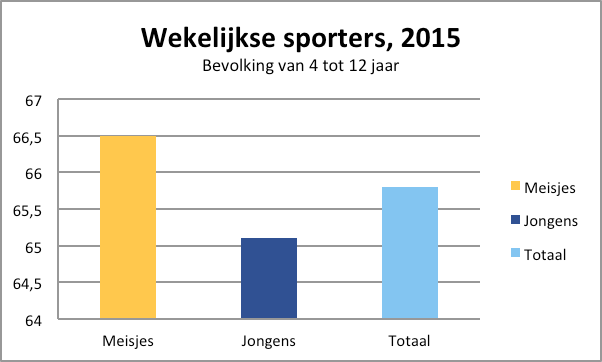 Wekelijkse sporters, 2015
Bevolking van 4 tot 12 jaar
67
66,5
66
65,5
65
64,5
64
Meisjes
Jongens
Totaal
Meisjes
Jongens
Totaal